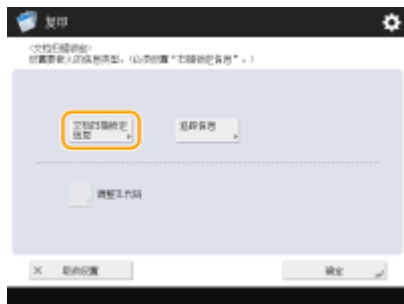 复印
<文档扫描锁定>
设置要嵌入的信息类型。(必须设置"扫描锁定信息"。)
文档扫描锁定
信息
追踪信息
调整孔代码
取消设置
确定